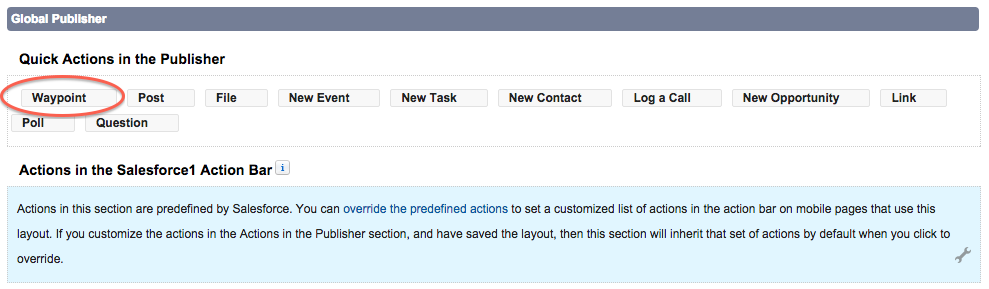 Global Publisher
Quick Actions in the Publisher
Waypoint Post File New Event New Task New Contact Log a Call New Opportunity Link
Poll Question
Actions in the Salesforce1 Action Bar i
Actions in this section are predefined by Salesforce. You can override the predefined actions to set a customized list of actions in the action bar on mobile pages that use this
layout. If you customize the actions in the Actions in the Publisher section, and have saved the layout, then this section will inherit that set of actions by default when you click to
override.